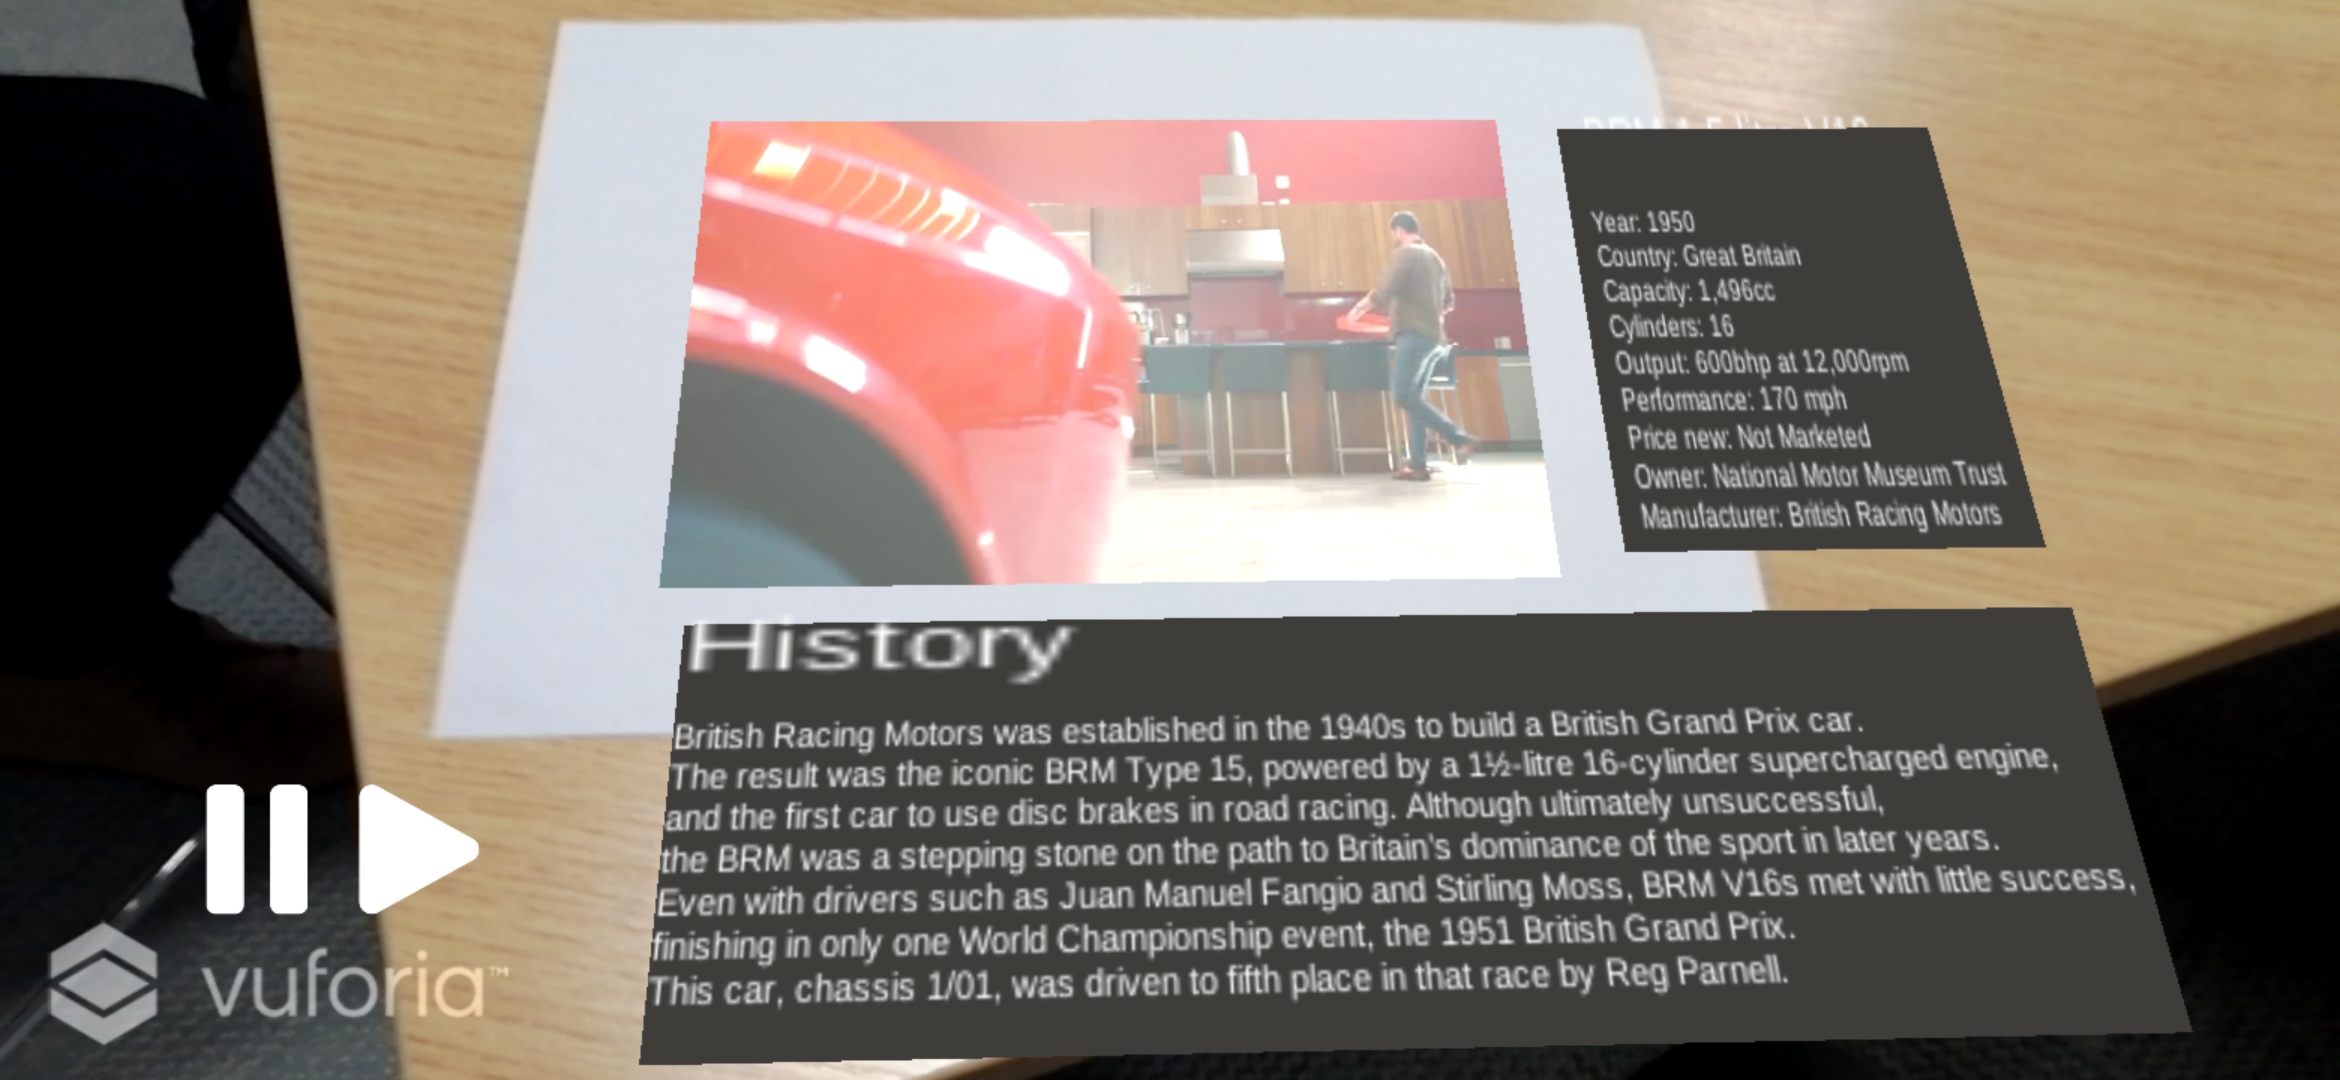 Year: 1950
Country: Great Britain
Capacity: 1,496cc
Cylinders: 16
Output: 600bhp at 12,000rpm
Performance: 170 mph
Price new: Not Marketed
Owner: National Motor Museum Trust
Manufacturer: British Racing Motors
History
British Racing Motors was established in the 1940s to build a British Grand Prix car.
The result was the iconic BRM Type 15, powered by a 1½-litre 16-cylinder supercharged engine,
and the first car to use disc brakes in road racing. Although ultimately unsuccessful,
the BRM was a stepping stone on the path to Britain's dominance of the sport in later years.
Even with drivers such as Juan Manuel Fangio and Stirling Moss, BRM V16s met with little success,
finishing in only one World Championship event, the 1951 British Grand Prix.
This car, chassis 1/01, was driven to fifth place in that race by Reg Parnell.
vuforia™